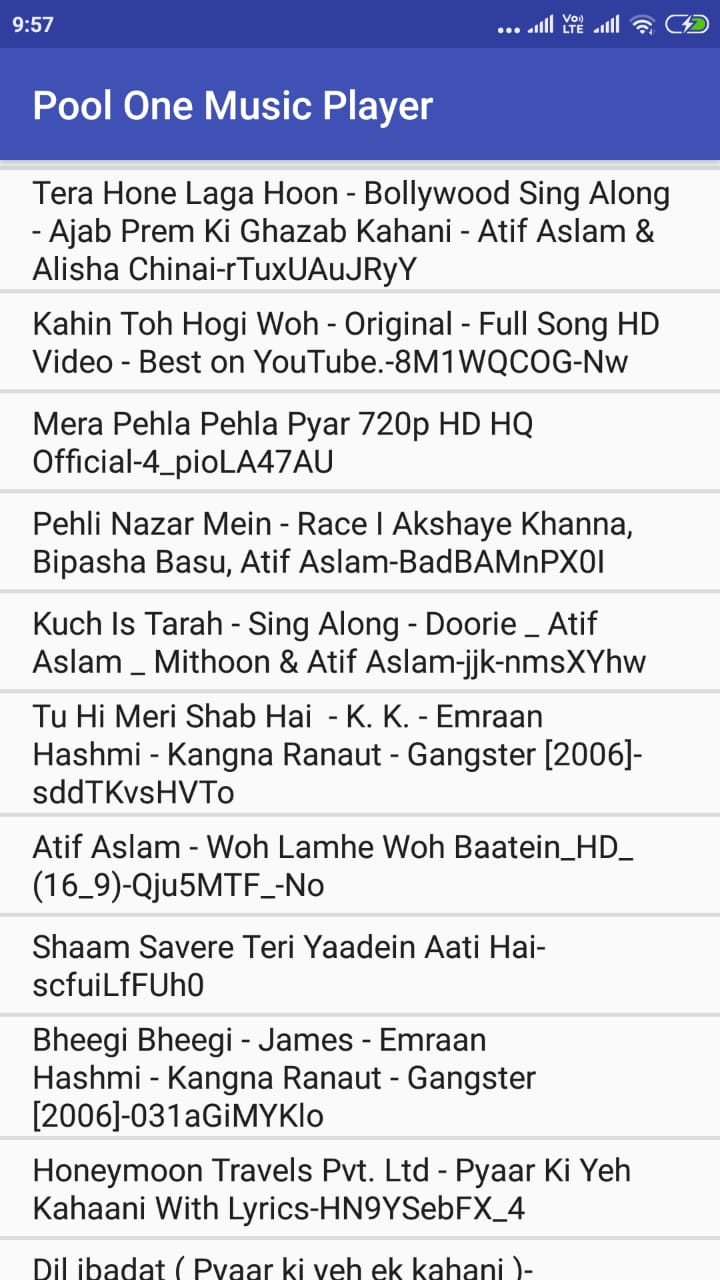 9:57
Vo)) LTE
Pool One Music Player
Tera Hone Laga Hoon - Bollywood Sing Along
- Ajab Prem Ki Ghazab Kahani - Atif Aslam &
Alisha Chinai-rTuxUAuJRyY
Kahin Toh Hogi Woh - Original - Full Song HD
Video - Best on YouTube.-8M1WQCOG-Nw
Mera Pehla Pehla Pyar 720p HD HQ
Official-4_pioLA47AU
Pehli Nazar Mein - Race I Akshaye Khanna,
Bipasha Basu, Atif Aslam-BadBAMnPX0I
Kuch Is Tarah - Sing Along - Doorie _ Atif
Aslam _ Mithoon & Atif Aslam-jjk-nmsXYhw
Tu Hi Meri Shab Hai  - K. K. - Emraan
Hashmi - Kangna Ranaut - Gangster [2006]-
sddTKvsHVTo
Atif Aslam - Woh Lamhe Woh Baatein_HD_
(16_9)-Qju5MTF_-No
Shaam Savere Teri Yaadein Aati Hai-
scfuiLfFUh0
Bheegi Bheegi - James - Emraan
Hashmi - Kangna Ranaut - Gangster
[2006]-031aGiMYKlo
Honeymoon Travels Pvt. Ltd - Pyaar Ki Yeh
Kahaani With Lyrics-HN9YSebFX_4
Dil ibadat ( Pyaar ki yeh ek kahani )-